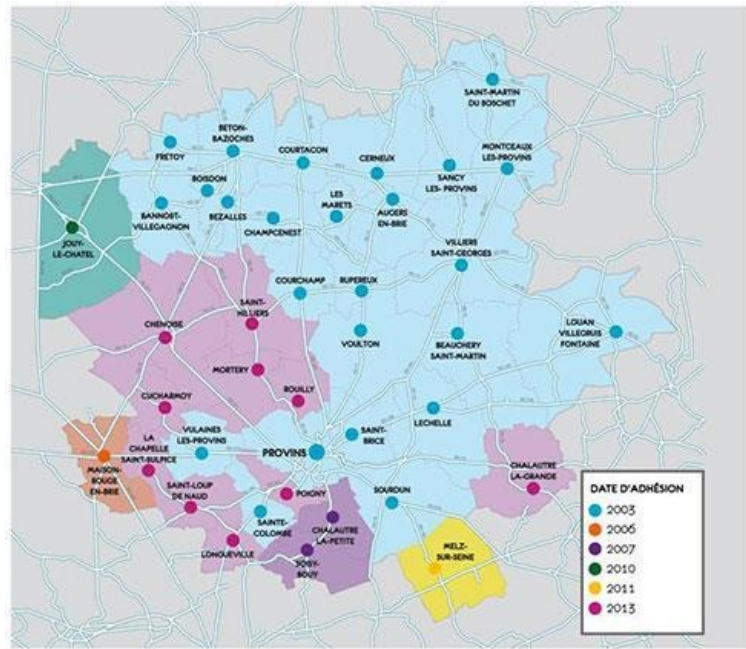 SAINT-MARTIN
DU BOSCHET
BETON-
BAZOCHES
FRETOY
COURTACON
CERNEUX
MONTCEAUX
LES-PROVINS
SANCY
LES- PROVINS
BOISDON
BANNOST-
VILLEGAGNON
BEZALLES
CHAMPCENEST
LES
MARETS
AUGERS
EN-BRIE
JOUY-
LE-CHATEL
VILLIERS
SAINT-GEORGES
COURCHAMP
RUPEREUX
SAINT-
HILLIERS
CHENOISE
VOULTON
BEAUCHERY
SAINT-MARTIN
LOUAN
VILLEGRUIS
FONTAINE
MORTERY
ROUILLY
CUCHARMOY
LECHELLE
VULAINES
LES-PROVINS
PROVINS
SAINT-
BRICE
LA
CHAPELLE
SAINT-SULPICE
MAISON-
ROUGE
EN-BRIE
CHALAUTRE
LA-GRANDE
SAINT-LOUP
DE NAUD
POIGNY
SOURDUN
SAINTE-
COLOMBE
CHALAUTRE
LA-PETITE
LONGUEVILLE
SOISY-
BOUY
MELZ-
SUR-SEINE
DATE D'ADHÉSION
2003
2006
2007
2010
2011
2013